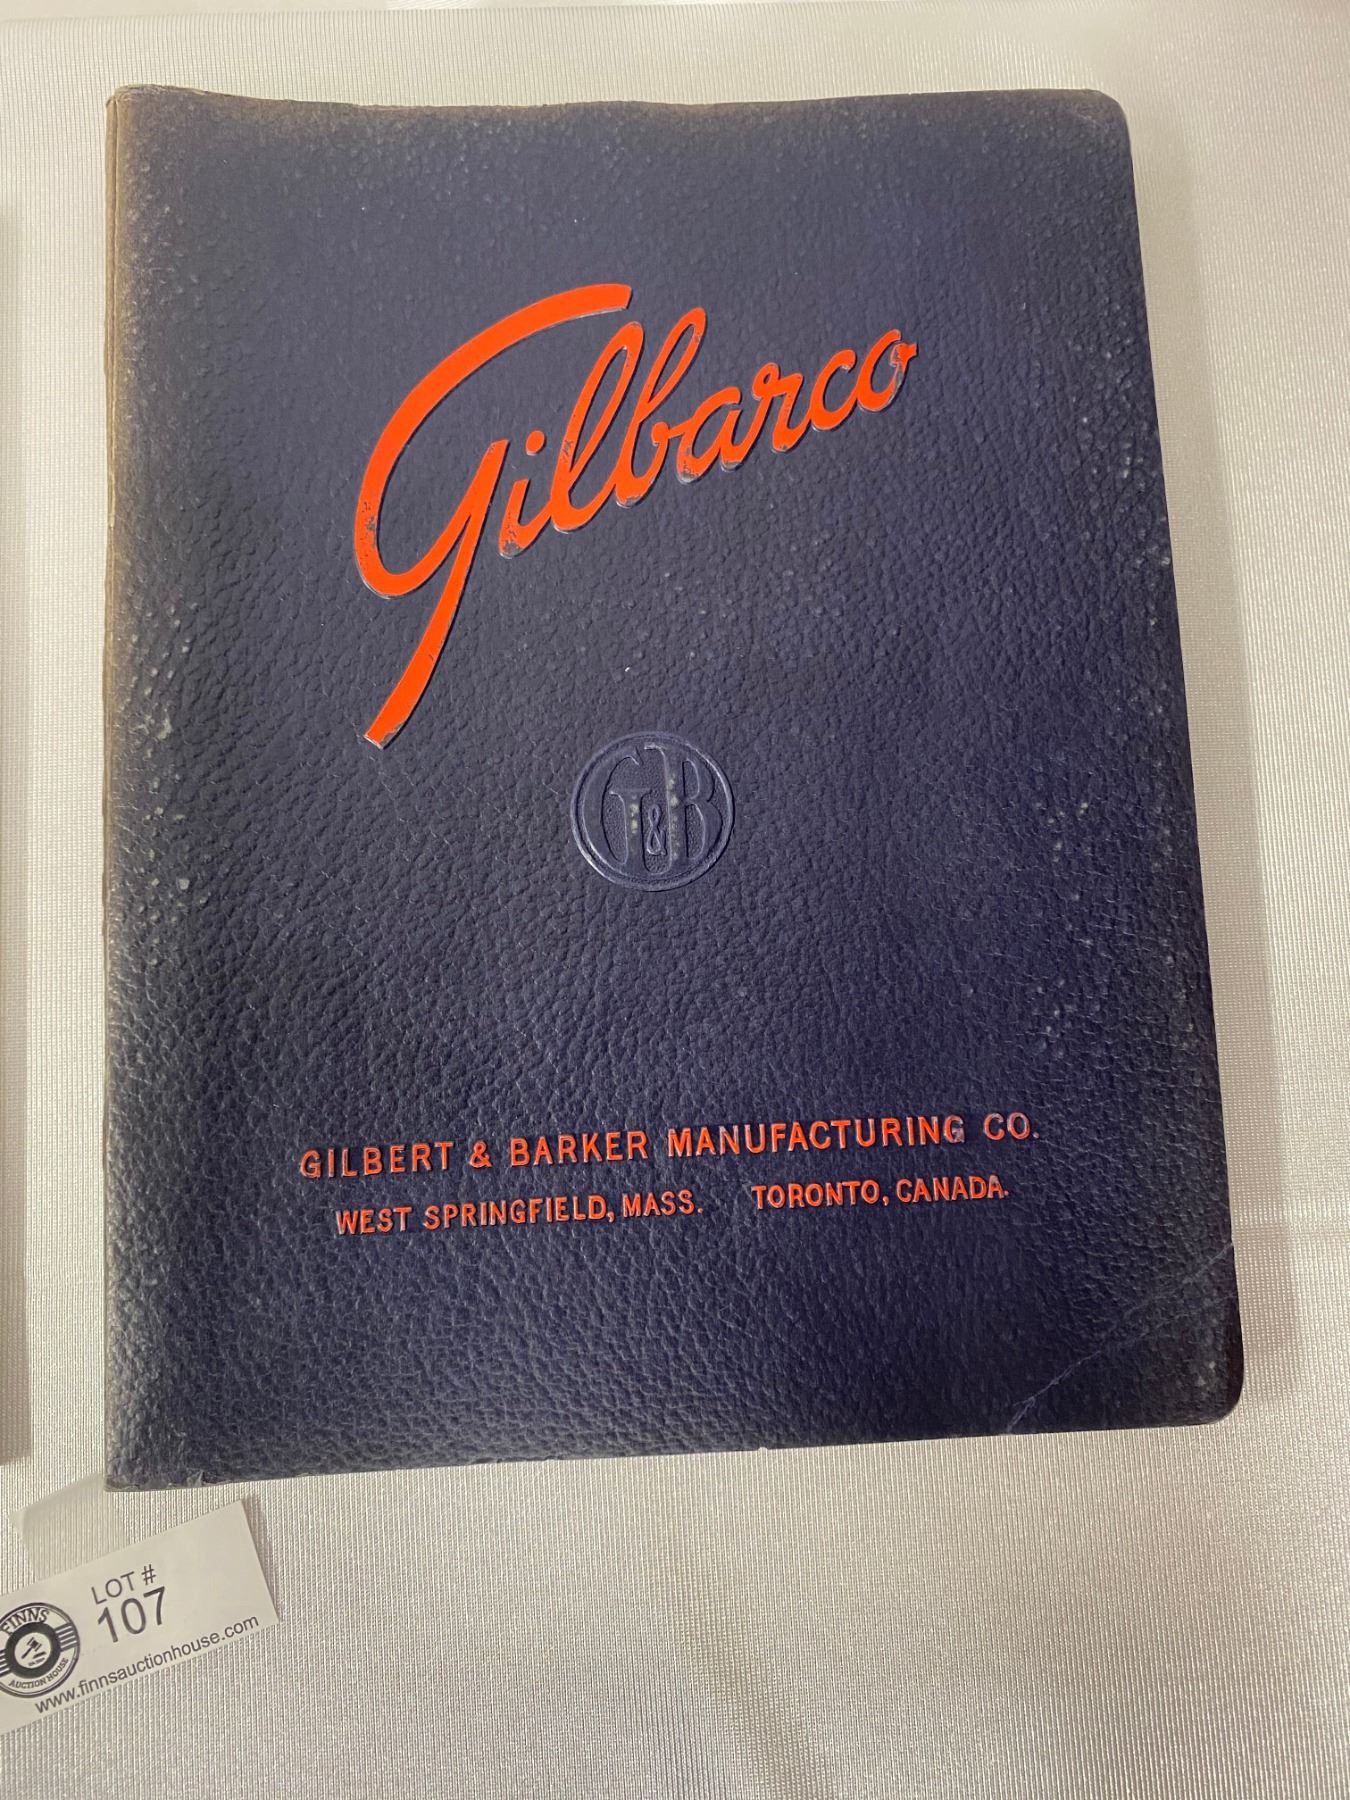 Gilbarco
G&B
GILBERT & BARKER MANUFACTURING CO.
WEST SPRINGFIELD, MASS. TORONTO, CANADA.
LOT #
107
FINNS
AUCTION HOUSE
www.finnsauctionhouse.com